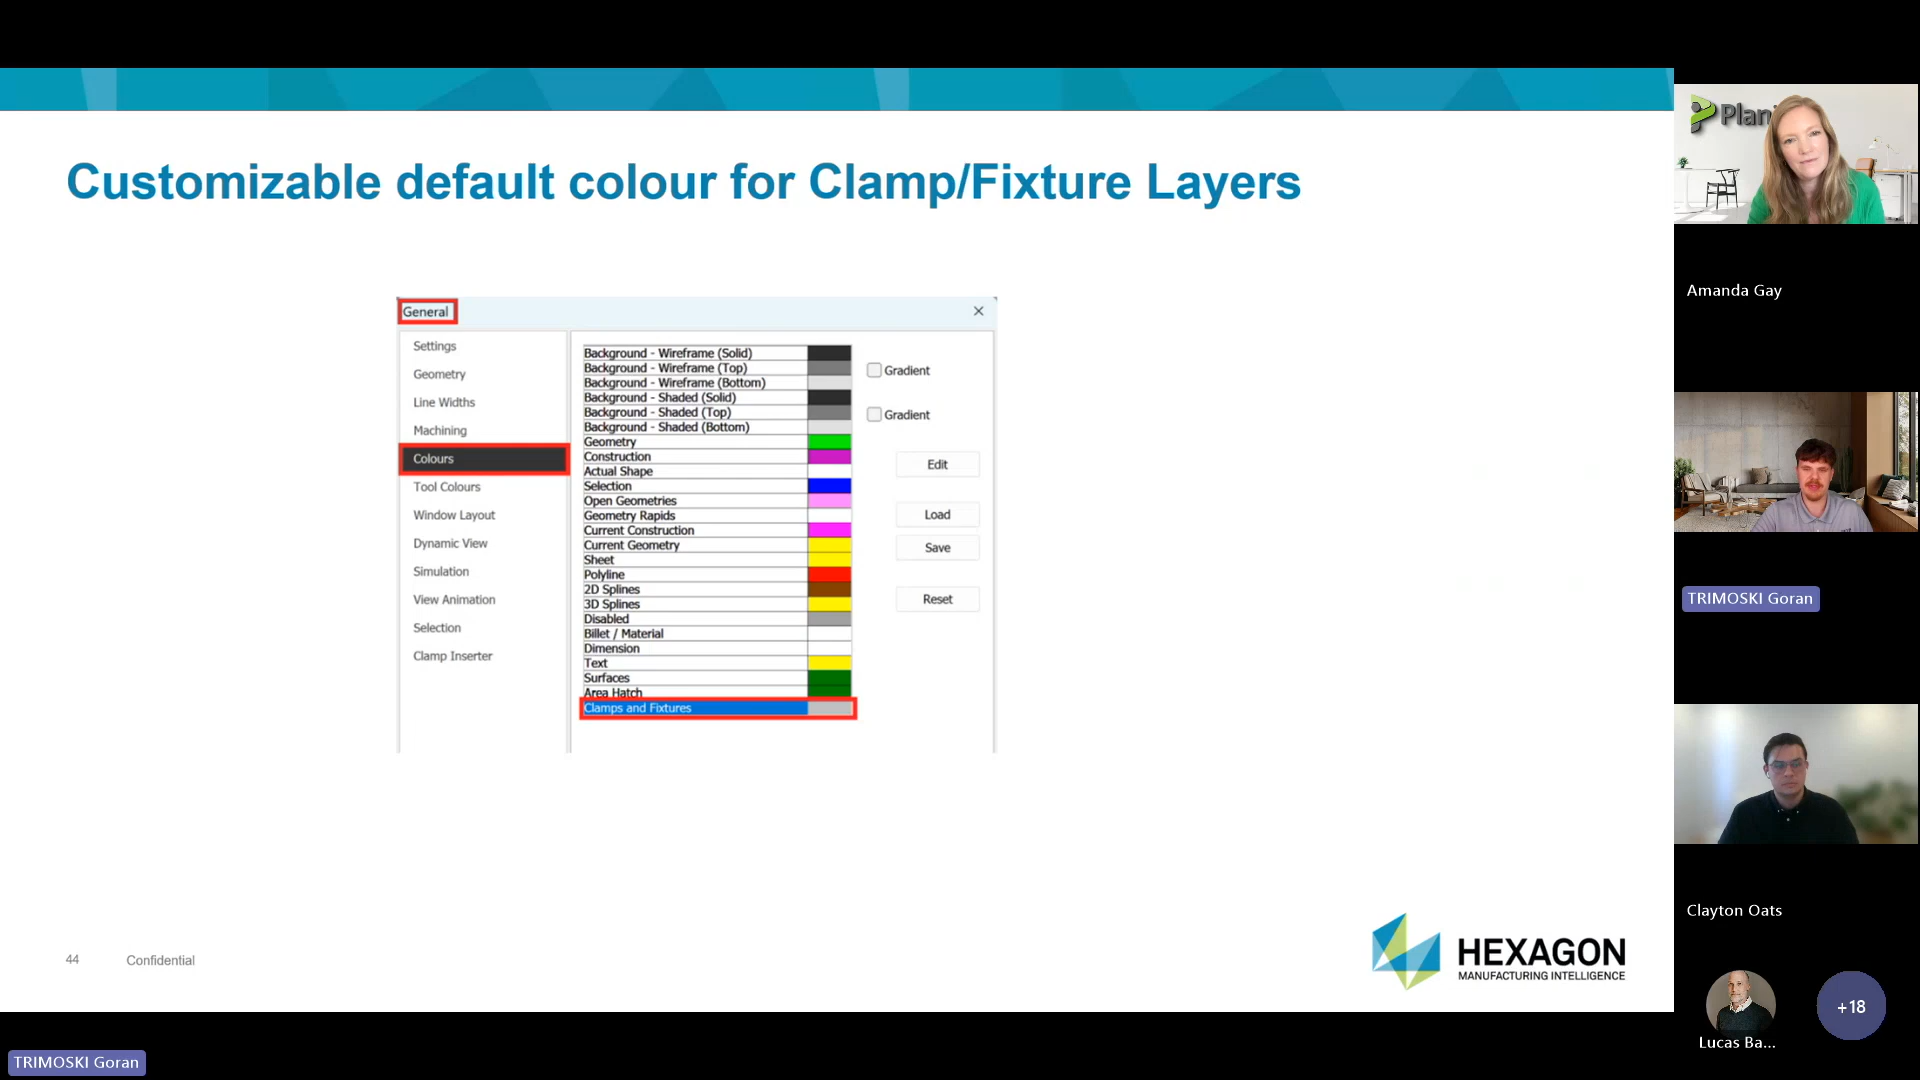 Customizable default colour for Clamp/Fixture Layers
General
Settings
Geometry
Line Widths
Machining
Colours
Tool Colours
Window Layout
Dynamic View
Simulation
View Animation
Selection
Clamp Inserter
Background - Wireframe (Solid)
Background - Wireframe (Top)
Background - Wireframe (Bottom)
Background - Shaded (Solid)
Background - Shaded (Top)
Background - Shaded (Bottom)
Geometry
Construction
Actual Shape
Selection
Open Geometries
Geometry Rapids
Current Construction
Current Geometry
Sheet
Polyline
2D Splines
3D Splines
Disabled
Billet / Material
Dimension
Text
Surfaces
Area Hatch
Clamps and Fixtures
Gradient
Gradient
Edit
Load
Save
Reset
44
Confidential
HEXAGON
MANUFACTURING INTELLIGENCE
TRIMOSKI Goran
Amanda Gay
TRIMOSKI Goran
Clayton Oats
Lucas Ba...
+18